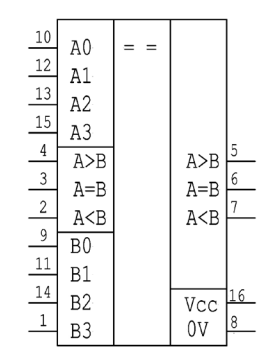 10 A0 = =
12 A1
13 A2
15 A3
4 A>B A>B 5
3 A=B A=B 6
2 A<B A<B 7
9 B0
11 B1
14 B2 Vcc 16
1 B3 0V 8